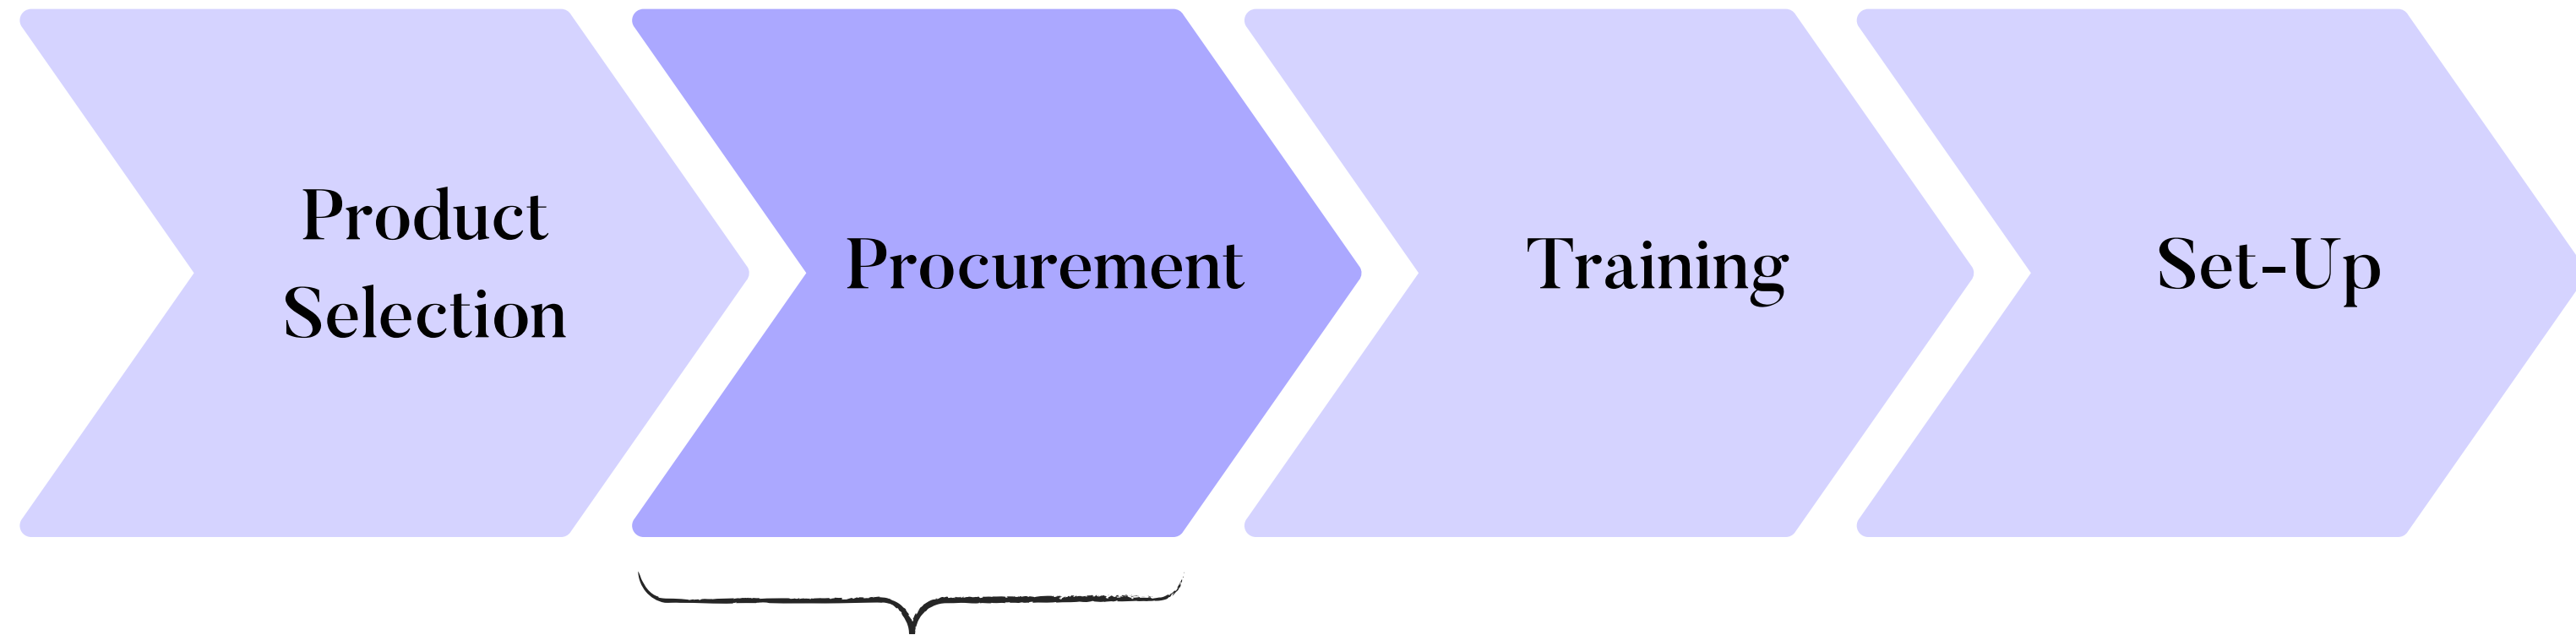 Product
Selection
Procurement
Training
Set-Up